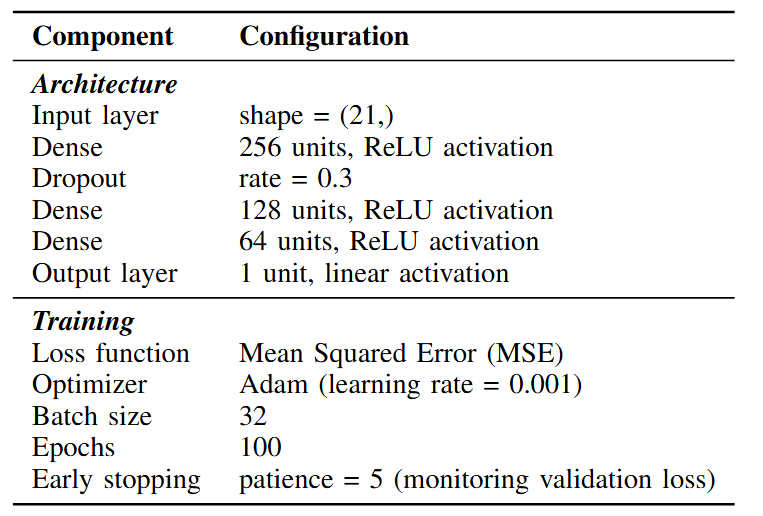 Component Configuration
Architecture
Input layer shape = (21,)
Dense 256 units, ReLU activation
Dropout rate = 0.3
Dense 128 units, ReLU activation
Dense 64 units, ReLU activation
Output layer 1 unit, linear activation
Training
Loss function Mean Squared Error (MSE)
Optimizer Adam (learning rate = 0.001)
Batch size 32
Epochs 100
Early stopping patience = 5 (monitoring validation loss)